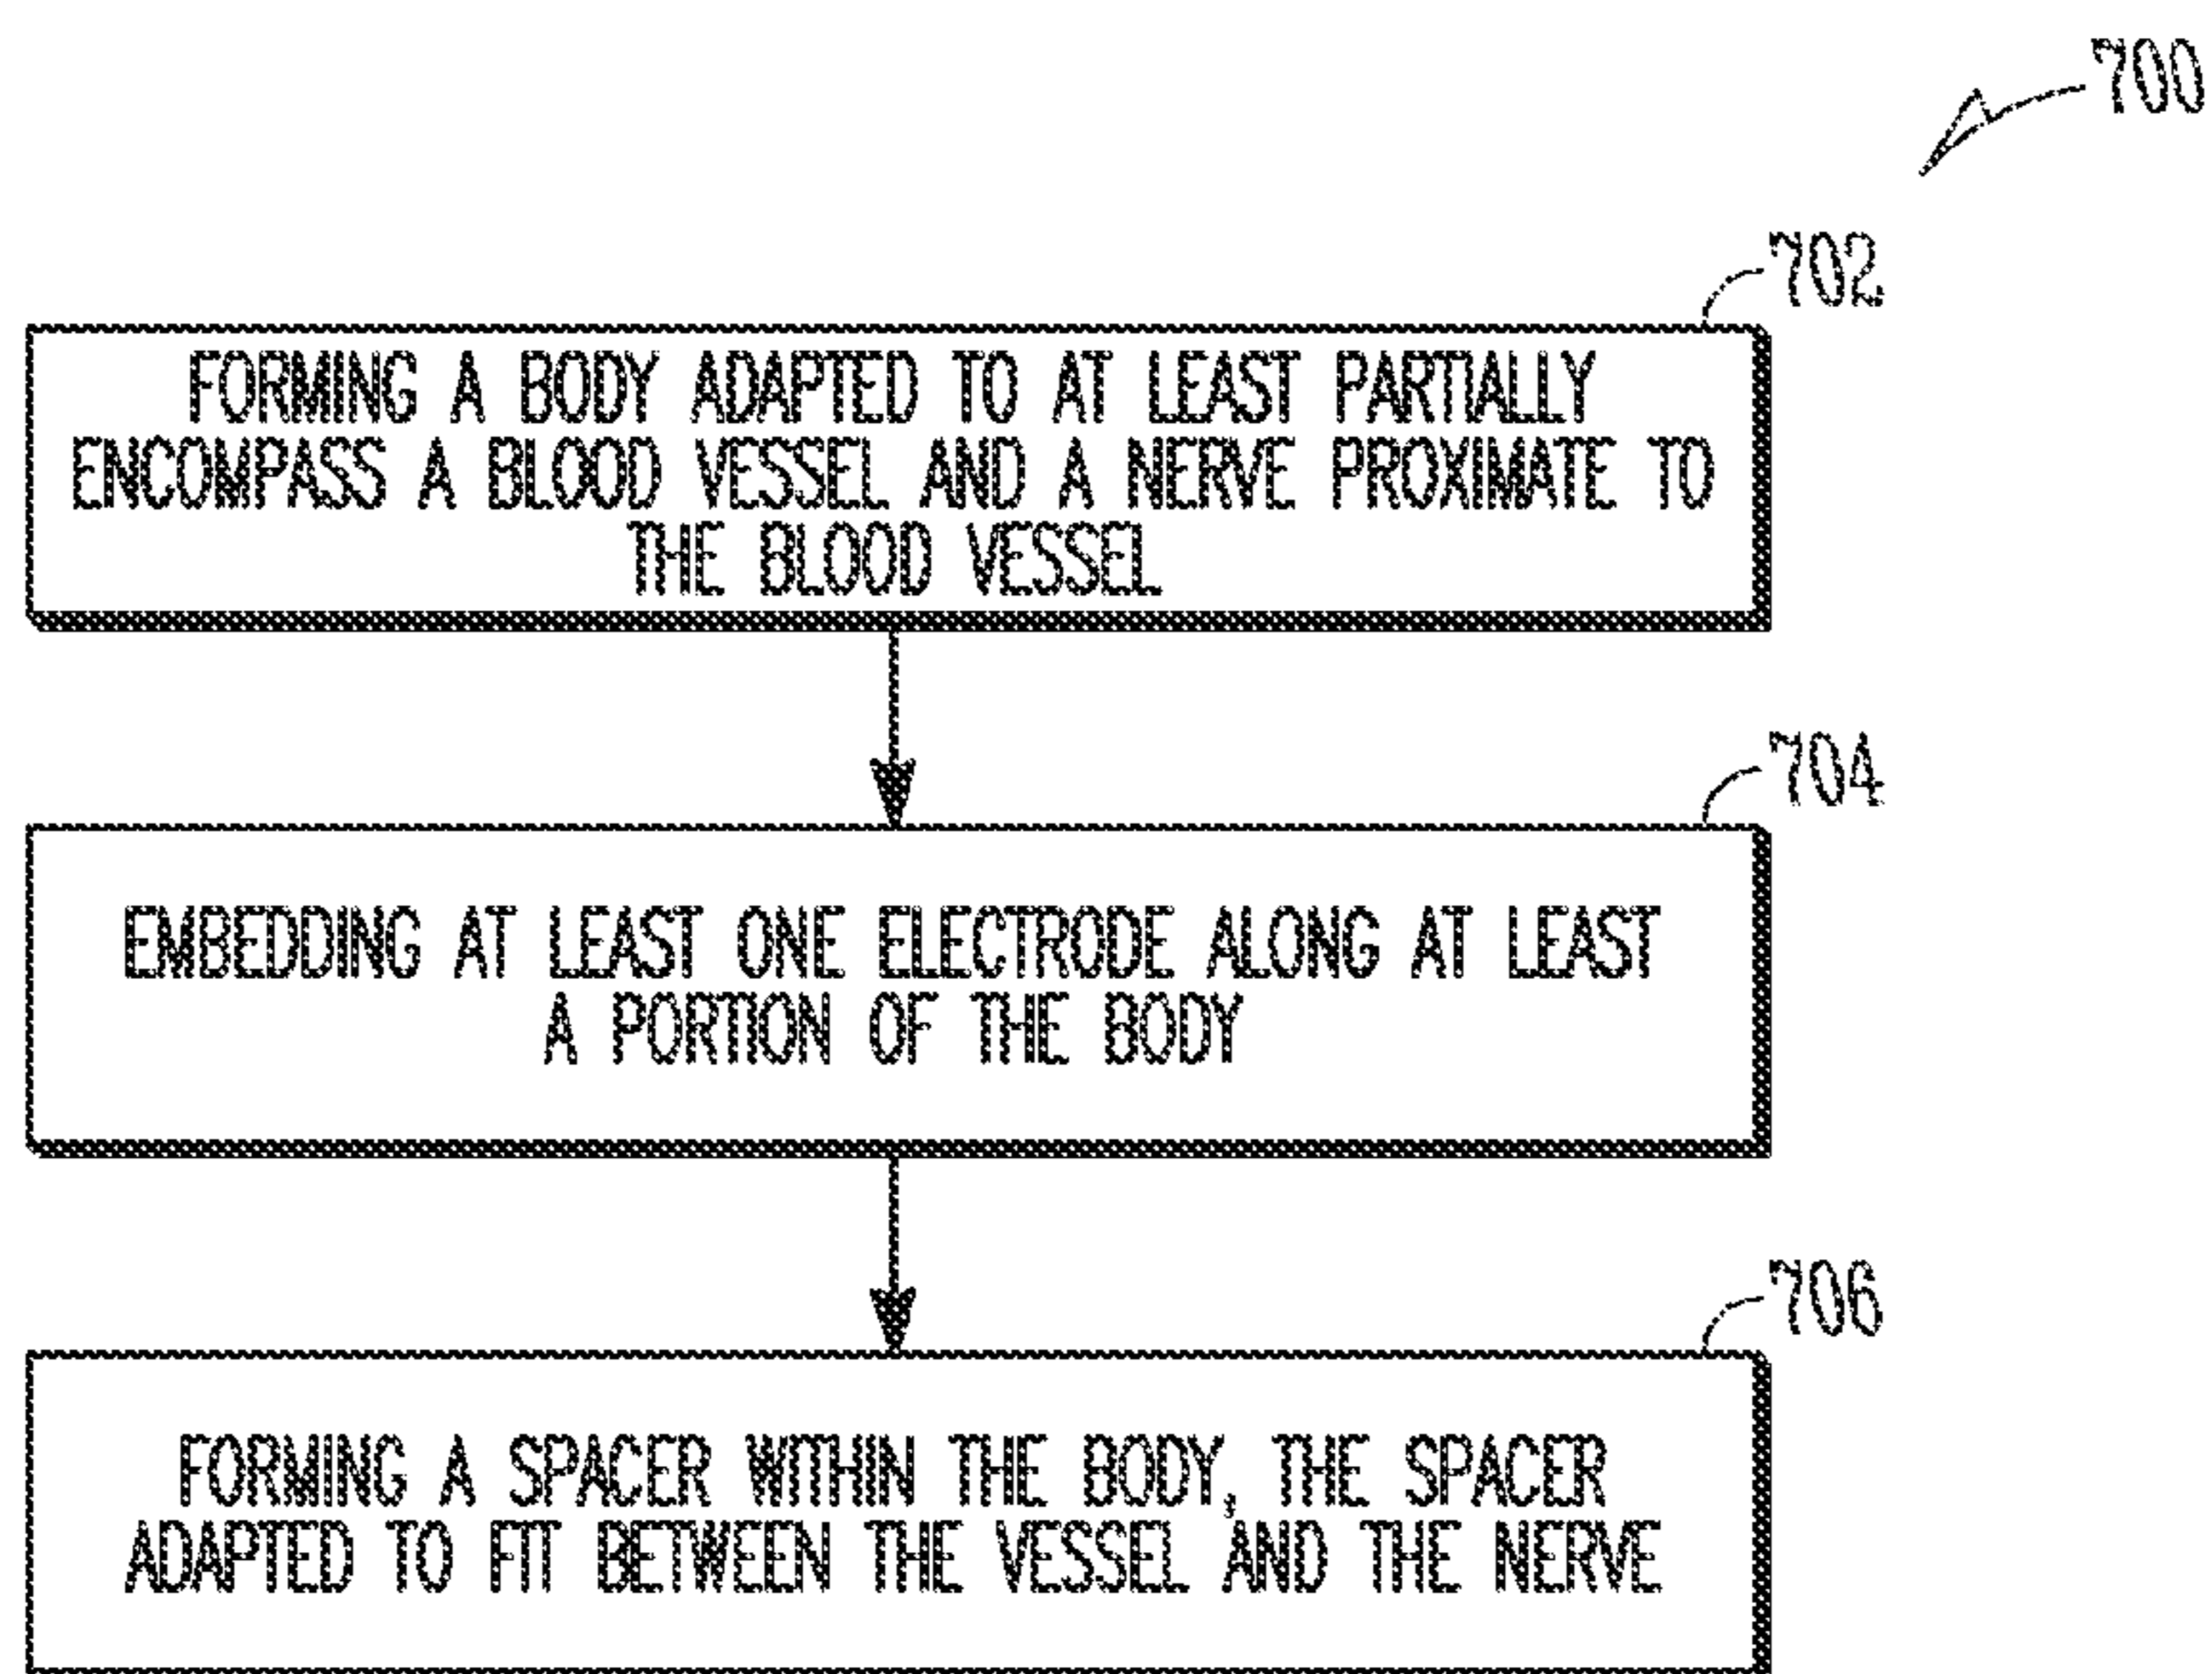 700
702
FORMING A BODY ADAPTED TO AT LEAST PARTIALLY
ENCOMPASS A BLOOD VESSEL AND A NERVE PROXIMATE TO
THE BLOOD VESSEL
704
EMBEDDING AT LEAST ONE ELECTRODE ALONG AT LEAST
A PORTION OF THE BODY
706
FORMING A SPACER WITHIN THE BODY, THE SPACER
ADAPTED TO FIT BETWEEN THE VESSEL AND THE NERVE